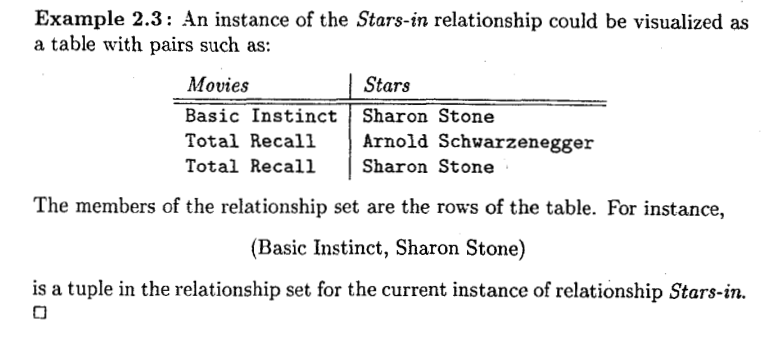 Example 2.3: An instance of the Stars-in relationship could be visualized as
a table with pairs such as:
Movies Stars
Basic Instinct Sharon Stone
Total Recall Arnold Schwarzenegger
Total Recall Sharon Stone
The members of the relationship set are the rows of the table. For instance,
(Basic Instinct, Sharon Stone)
is a tuple in the relationship set for the current instance of relationship Stars-in.
□